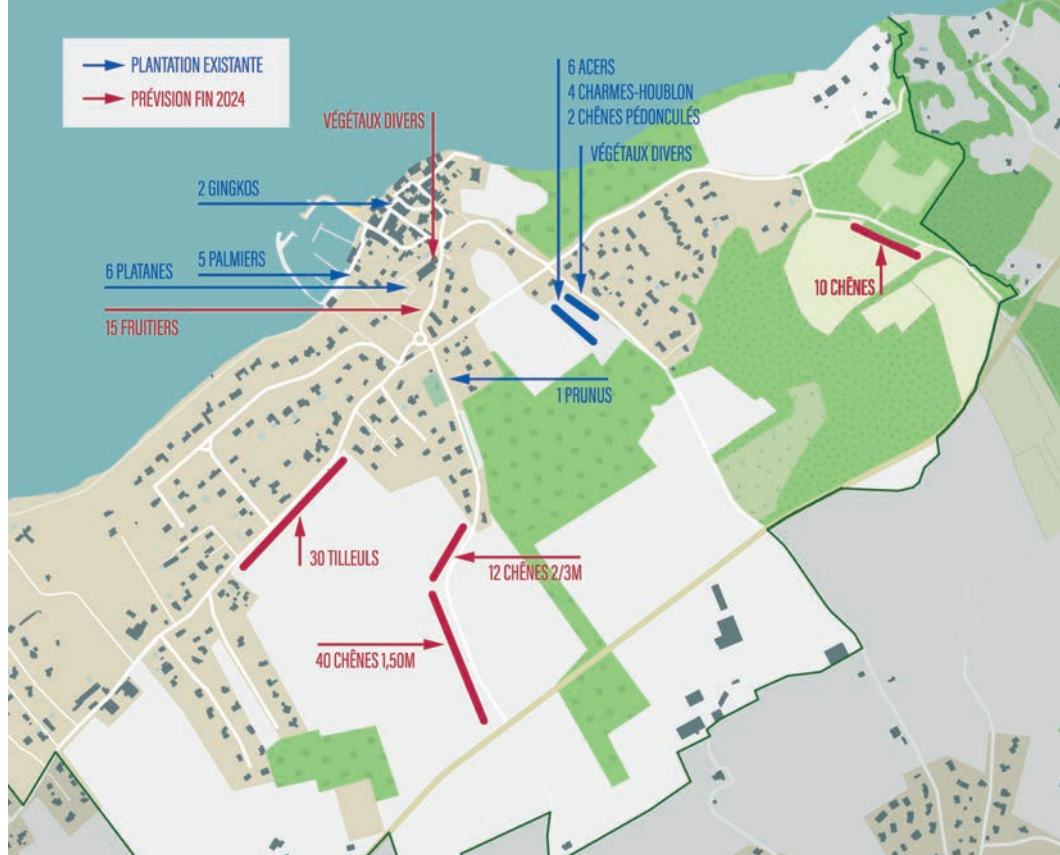 PLANTATION EXISTANTE
PRÉVISION FIN 2024
6 ACERS
4 CHARMES-HOUBLON
2 CHÊNES PÉDONCULÉS
VÉGÉTAUX DIVERS
VÉGÉTAUX DIVERS
2 GINGKOS
5 PALMIERS
6 PLATANES
15 FRUITIERS
10 CHÊNES
1 PRUNUS
30 TILLEULS
12 CHÊNES 2/3M
40 CHÊNES 1,50M